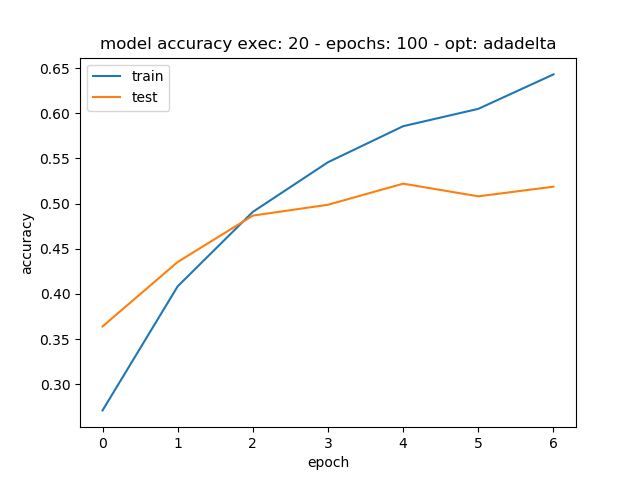 model accuracy exec: 20 - epochs: 100 - opt: adadelta
train
test
accuracy
0.65
0.60
0.55
0.50
0.45
0.40
0.35
0.30
0 1 2 3 4 5 6
epoch